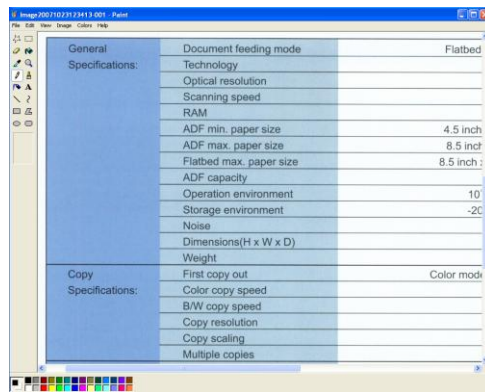 Image20071023123413-001 - Paint
File Edit View Image Colors Help
General Document feeding mode Flatbed
Specifications: Technology
Optical resolution
Scanning speed
RAM
ADF min. paper size 4.5 inch
ADF max. paper size 8.5 inch
Flatbed max. paper size 8.5 inch
ADF capacity
Operation environment 10
Storage environment -20
Noise
Dimensions(H x W x D)
Weight
Copy First copy out Color mode
Specifications: Color copy speed
B/W copy speed
Copy resolution
Copy scaling
Multiple copies